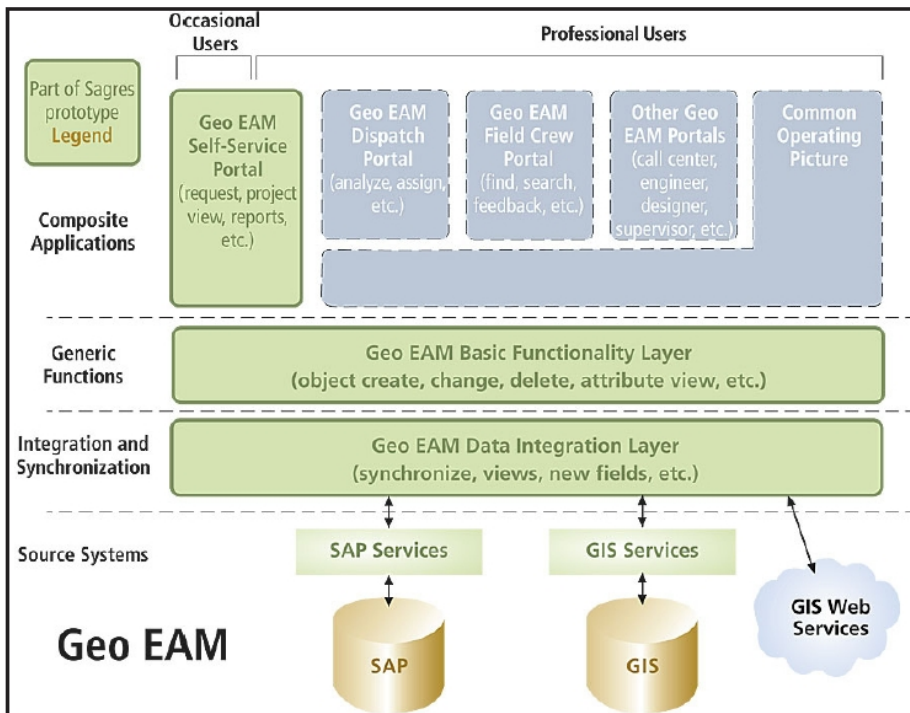 Occasional
Users
Professional Users
Part of Sagres
prototype
Legend
Geo EAM
Self-Service
Portal
(request, project
view, reports,
etc.)
Geo EAM
Dispatch
Portal
(analyze, assign,
etc.)
Geo EAM
Field Crew
Portal
(find, search,
feedback, etc.)
Other Geo
EAM Portals
(call center,
engineer,
designer,
supervisor, etc.)
Common
Operating
Picture
Composite
Applications
Generic
Functions
Geo EAM Basic Functionality Layer
(object create, change, delete, attribute view, etc.)
Integration and
Synchronization
Geo EAM Data Integration Layer
(synchronize, views, new fields, etc.)
Source Systems
SAP Services
GIS Services
GIS Web
Services
Geo EAM
SAP
GIS